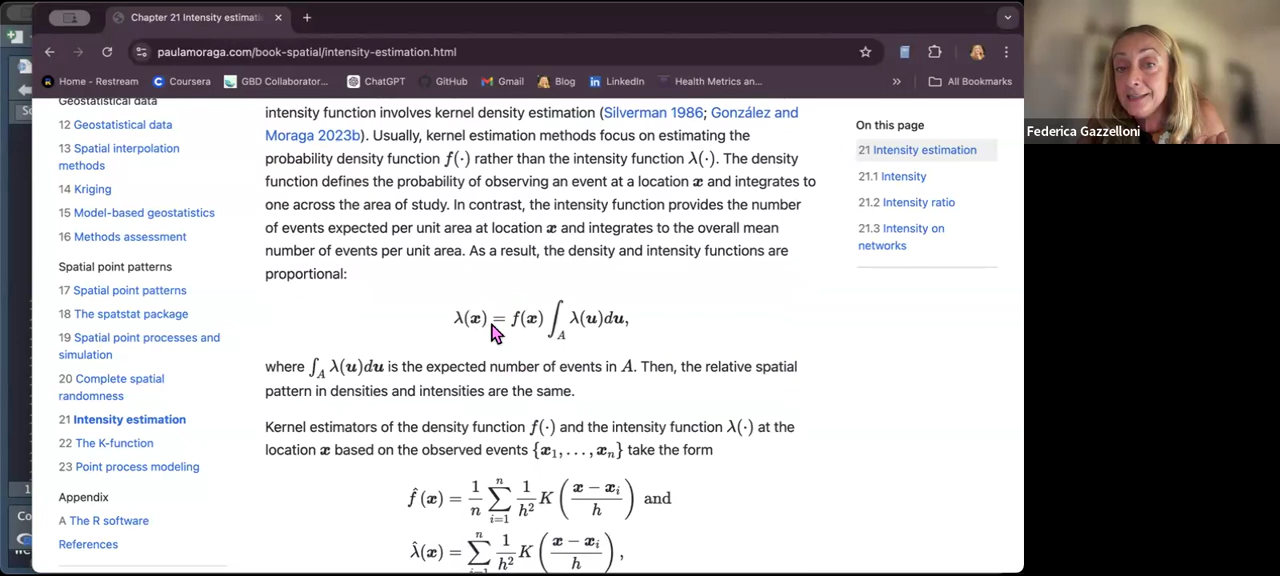 Chapter 21 Intensity estimati
paulamoraga.com/book-spatial/intensity-estimation.html
Home - Restream
Coursera
GBD Collaborator...
ChatGPT
GitHub
Gmail
Blog
LinkedIn
Health Metrics an...
»
All Bookmarks
Geostatistical data
12 Geostatistical data
13 Spatial interpolation
methods
14 Kriging
15 Model-based geostatistics
16 Methods assessment
Spatial point patterns
17 Spatial point patterns
18 The spatstat package
19 Spatial point processes and
simulation
20 Complete spatial
randomness
21 Intensity estimation
22 The K-function
23 Point process modeling
Appendix
A The R software
References
intensity function involves kernel density estimation (Silverman 1986; González and
Moraga 2023b). Usually, kernel estimation methods focus on estimating the
probability density function f(·) rather than the intensity function λ(·). The density
function defines the probability of observing an event at a location x and integrates to
one across the area of study. In contrast, the intensity function provides the number
of events expected per unit area at location x and integrates to the overall mean
number of events per unit area. As a result, the density and intensity functions are
proportional:
λ(x) = f(x) ∫_A λ(u)du,
where ∫_A λ(u)du is the expected number of events in A. Then, the relative spatial
pattern in densities and intensities are the same.
Kernel estimators of the density function f(·) and the intensity function λ(·) at the
location x based on the observed events {x₁, . . . , xₙ} take the form
f̂(x) = 1/n ∑_{i=1}^{n} 1/h² K((x − xᵢ)/h) and
λ̂(x) = ∑_{i=1}^{n} 1/h² K((x − xᵢ)/h),
On this page
21 Intensity estimation
21.1 Intensity
21.2 Intensity ratio
21.3 Intensity on
networks
Federica Gazzelloni